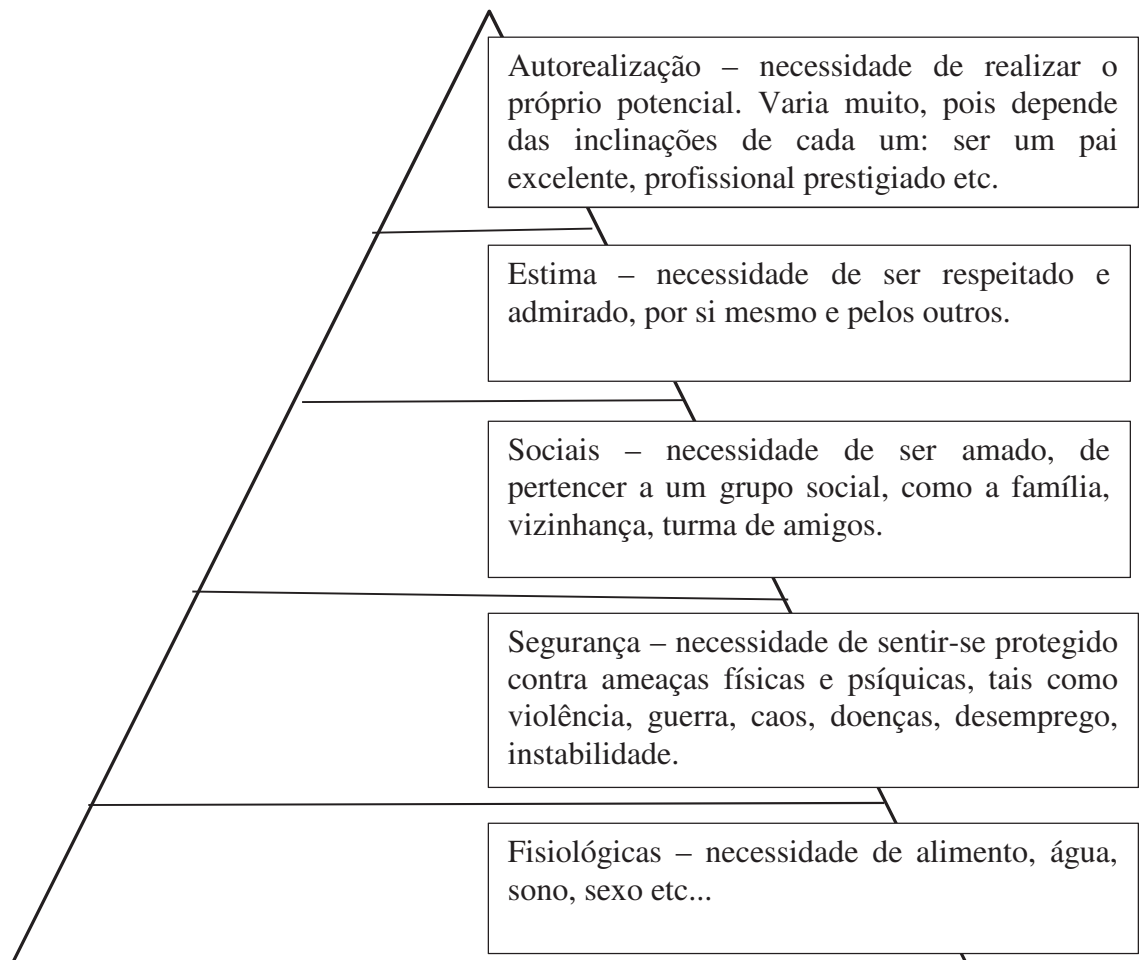 Autorealização – necessidade de realizar o
próprio potencial. Varia muito, pois depende
das inclinações de cada um: ser um pai
excelente, profissional prestigiado etc.
Estima – necessidade de ser respeitado e
admirado, por si mesmo e pelos outros.
Sociais – necessidade de ser amado, de
pertencer a um grupo social, como a família,
vizinhança, turma de amigos.
Segurança – necessidade de sentir-se protegido
contra ameaças físicas e psíquicas, tais como
violência, guerra, caos, doenças, desemprego,
instabilidade.
Fisiológicas – necessidade de alimento, água,
sono, sexo etc...